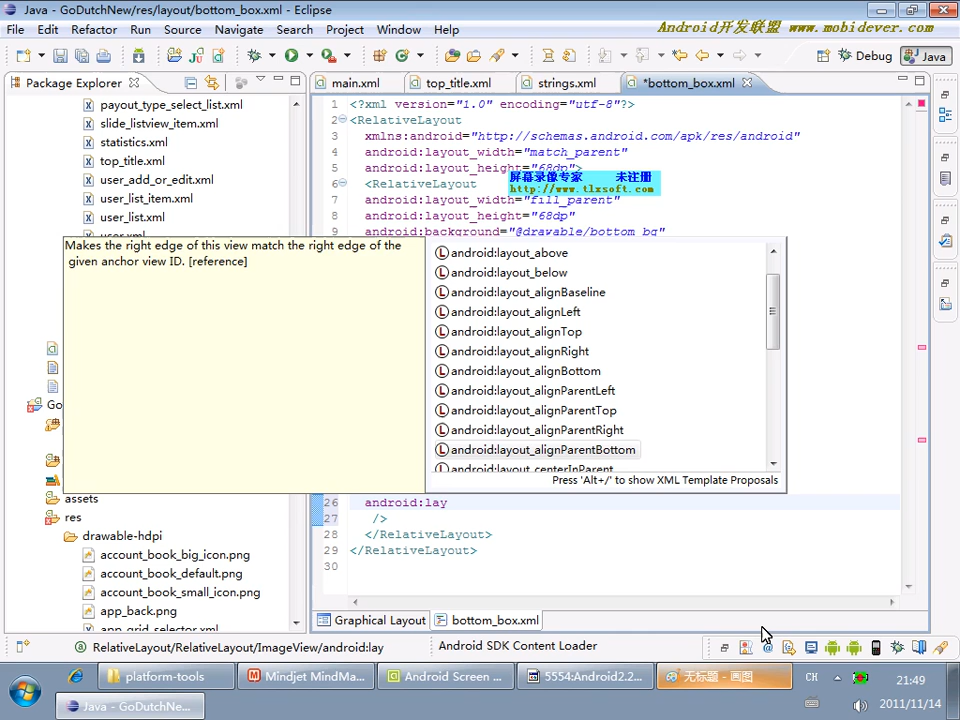 Java - GoDutchNew/res/layout/bottom_box.xml - Eclipse
File Edit Refactor Run Source Navigate Search Project Window Help
Android开发联盟 www.mobidever.com
Debug Java
Package Explorer
main.xml top_title.xml strings.xml *bottom_box.xml
payout_type_select_list.xml
slide_listview_item.xml
statistics.xml
top_title.xml
user_add_or_edit.xml
user_list_item.xml
user_list.xml
user.xml
Go
assets
res
drawable-hdpi
account_book_big_icon.png
account_book_default.png
account_book_small_icon.png
app_back.png
app_grid_selector.xml
1 <?xml version="1.0" encoding="utf-8"?>
2 <RelativeLayout
3 xmlns:android="http://schemas.android.com/apk/res/android"
4 android:layout_width="match_parent"
5 android:layout_height="68dp">
6 <RelativeLayout
7 android:layout_width="fill_parent"
8 android:layout_height="68dp"
9 android:background="@drawable/bottom_bg"
屏幕录像专家 未注册
http://www.tlxsoft.com
Makes the right edge of this view match the right edge of the
given anchor view ID. [reference]
android:layout_above
android:layout_below
android:layout_alignBaseline
android:layout_alignLeft
android:layout_alignTop
android:layout_alignRight
android:layout_alignBottom
android:layout_alignParentLeft
android:layout_alignParentTop
android:layout_alignParentRight
android:layout_alignParentBottom
android:layout_centerInParent
Press 'Alt+/' to show XML Template Proposals
26 android:lay
27 />
28 </RelativeLayout>
29 </RelativeLayout>
30
Graphical Layout bottom_box.xml
RelativeLayout/RelativeLayout/ImageView/android:lay
Android SDK Content Loader
platform-tools Mindjet MindMa... Android Screen ... 5554:Android2.2... 无标题 - 画图 CH 21:49
Java - GoDutchNe... 2011/11/14